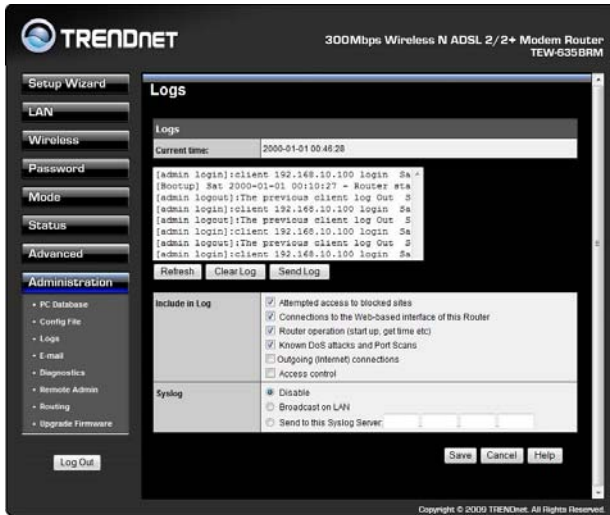 TRENDNET
300Mbps Wireless N ADSL 2/2+ Modem Router
TEW-635BRM
Setup Wizard
LAN
Wireless
Password
Mode
Status
Advanced
Administration
• PC Database
• Config File
• Logs
• E-mail
• Diagnostics
• Remote Admin
• Routing
• Upgrade Firmware
Log Out
Logs
Logs
Current time: 2000-01-01 00:46:28
[admin login]:client 192.168.10.100 login Sa
[Bootup] Sat 2000-01-01 00:10:27 - Router sta
[admin logout]:The previous client log Out S
[admin login]:client 192.168.10.100 login Sa
[admin logout]:The previous client log Out S
[admin login]:client 192.168.10.100 login Sa
[admin logout]:The previous client log Out S
[admin login]:client 192.168.10.100 login Sa
Refresh Clear Log Send Log
Include in Log
Attempted access to blocked sites
Connections to the Web-based interface of this Router
Router operation (start up, get time etc)
Known DoS attacks and Port Scans
Outgoing (Internet) connections
Access control
Syslog
Disable
Broadcast on LAN
Send to this Syslog Server: . . .
Save Cancel Help
Copyright © 2009 TRENDnet. All Rights Reserved.